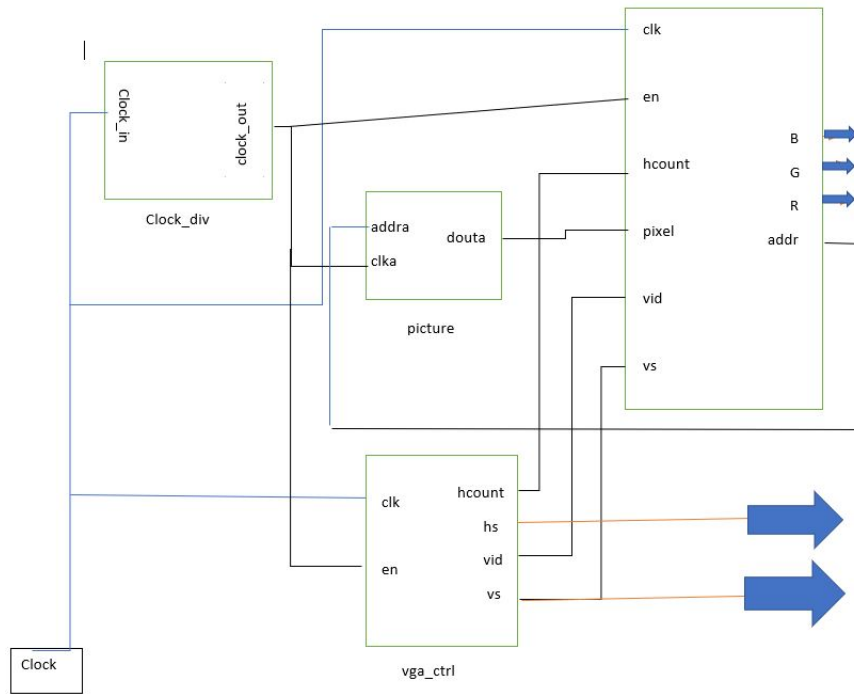 Clock_in
clock_out
Clock_div
clk
en
hcount
pixel
vid
vs
B
G
R
addr
addra
clka
douta
picture
clk
en
hcount
hs
vid
vs
vga_ctrl
Clock